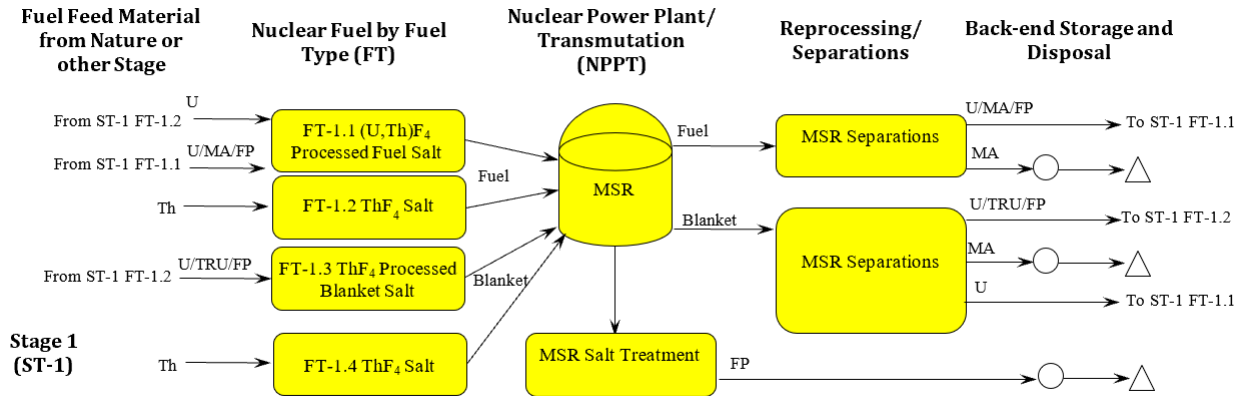 Fuel Feed Material
from Nature or
other Stage
Nuclear Fuel by Fuel
Type (FT)
Nuclear Power Plant/
Transmutation
(NPPT)
Reprocessing/
Separations
Back-end Storage and
Disposal
From ST-1 FT-1.2
U
From ST-1 FT-1.1
U/MA/FP
FT-1.1 (U,Th)F₄
Processed Fuel Salt
Th
FT-1.2 ThF₄ Salt
Fuel
From ST-1 FT-1.2
U/TRU/FP
FT-1.3 ThF₄ Processed
Blanket Salt
Blanket
Stage 1
(ST-1)
Th
FT-1.4 ThF₄ Salt
MSR
Fuel
MSR Separations
U/MA/FP
To ST-1 FT-1.1
MA
Blanket
MSR Separations
U/TRU/FP
To ST-1 FT-1.2
MA
U
To ST-1 FT-1.1
MSR Salt Treatment
FP